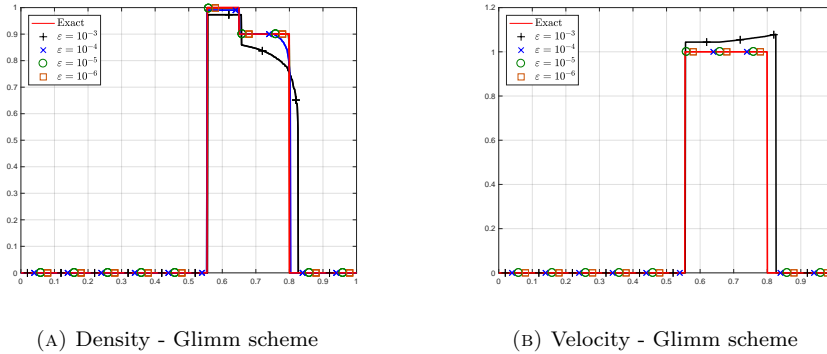 Exact
ε = 10⁻³
ε = 10⁻⁴
ε = 10⁻⁵
ε = 10⁻⁶
1
0.9
0.8
0.7
0.6
0.5
0.4
0.3
0.2
0.1
0
0 0.1 0.2 0.3 0.4 0.5 0.6 0.7 0.8 0.9 1
(A) Density - Glimm scheme
Exact
ε = 10⁻³
ε = 10⁻⁴
ε = 10⁻⁵
ε = 10⁻⁶
1.2
1
0.8
0.6
0.4
0.2
0
0 0.1 0.2 0.3 0.4 0.5 0.6 0.7 0.8 0.9
(B) Velocity - Glimm scheme